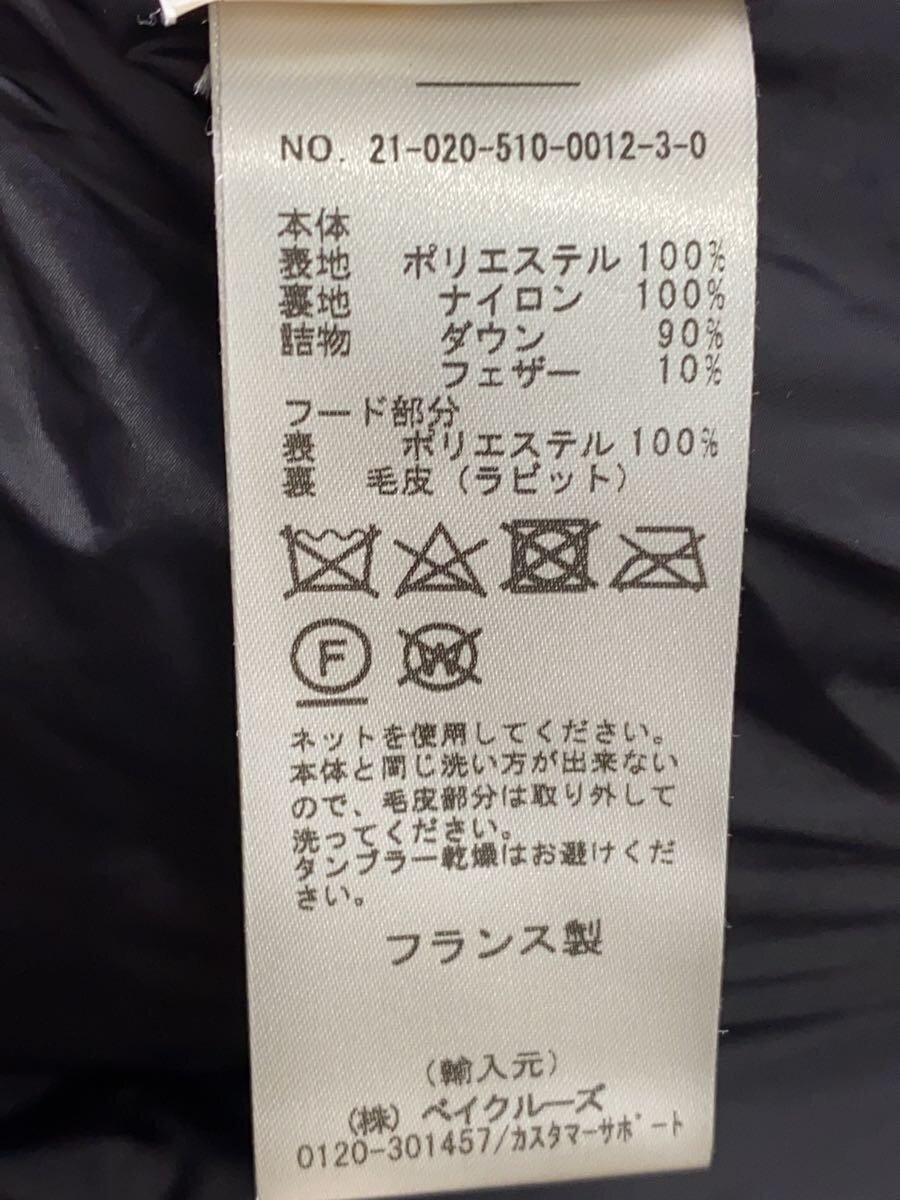 NO. 21-020-510-0012-3-0
本体
表地 ポリエステル 100%
裏地 ナイロン 100%
詰物 ダウン 90%
フェザー 10%
フード部分
表 ポリエステル 100%
裏 毛皮(ラビット)
F
W
ネットを使用してください。
本体と同じ洗い方が出来ない
ので、毛皮部分は取り外して
洗ってください。
タンブラー乾燥はお避けくだ
さい。
フランス製
(輸入元)
(株) ベイクルーズ
0120-301457/カスタマーサポート